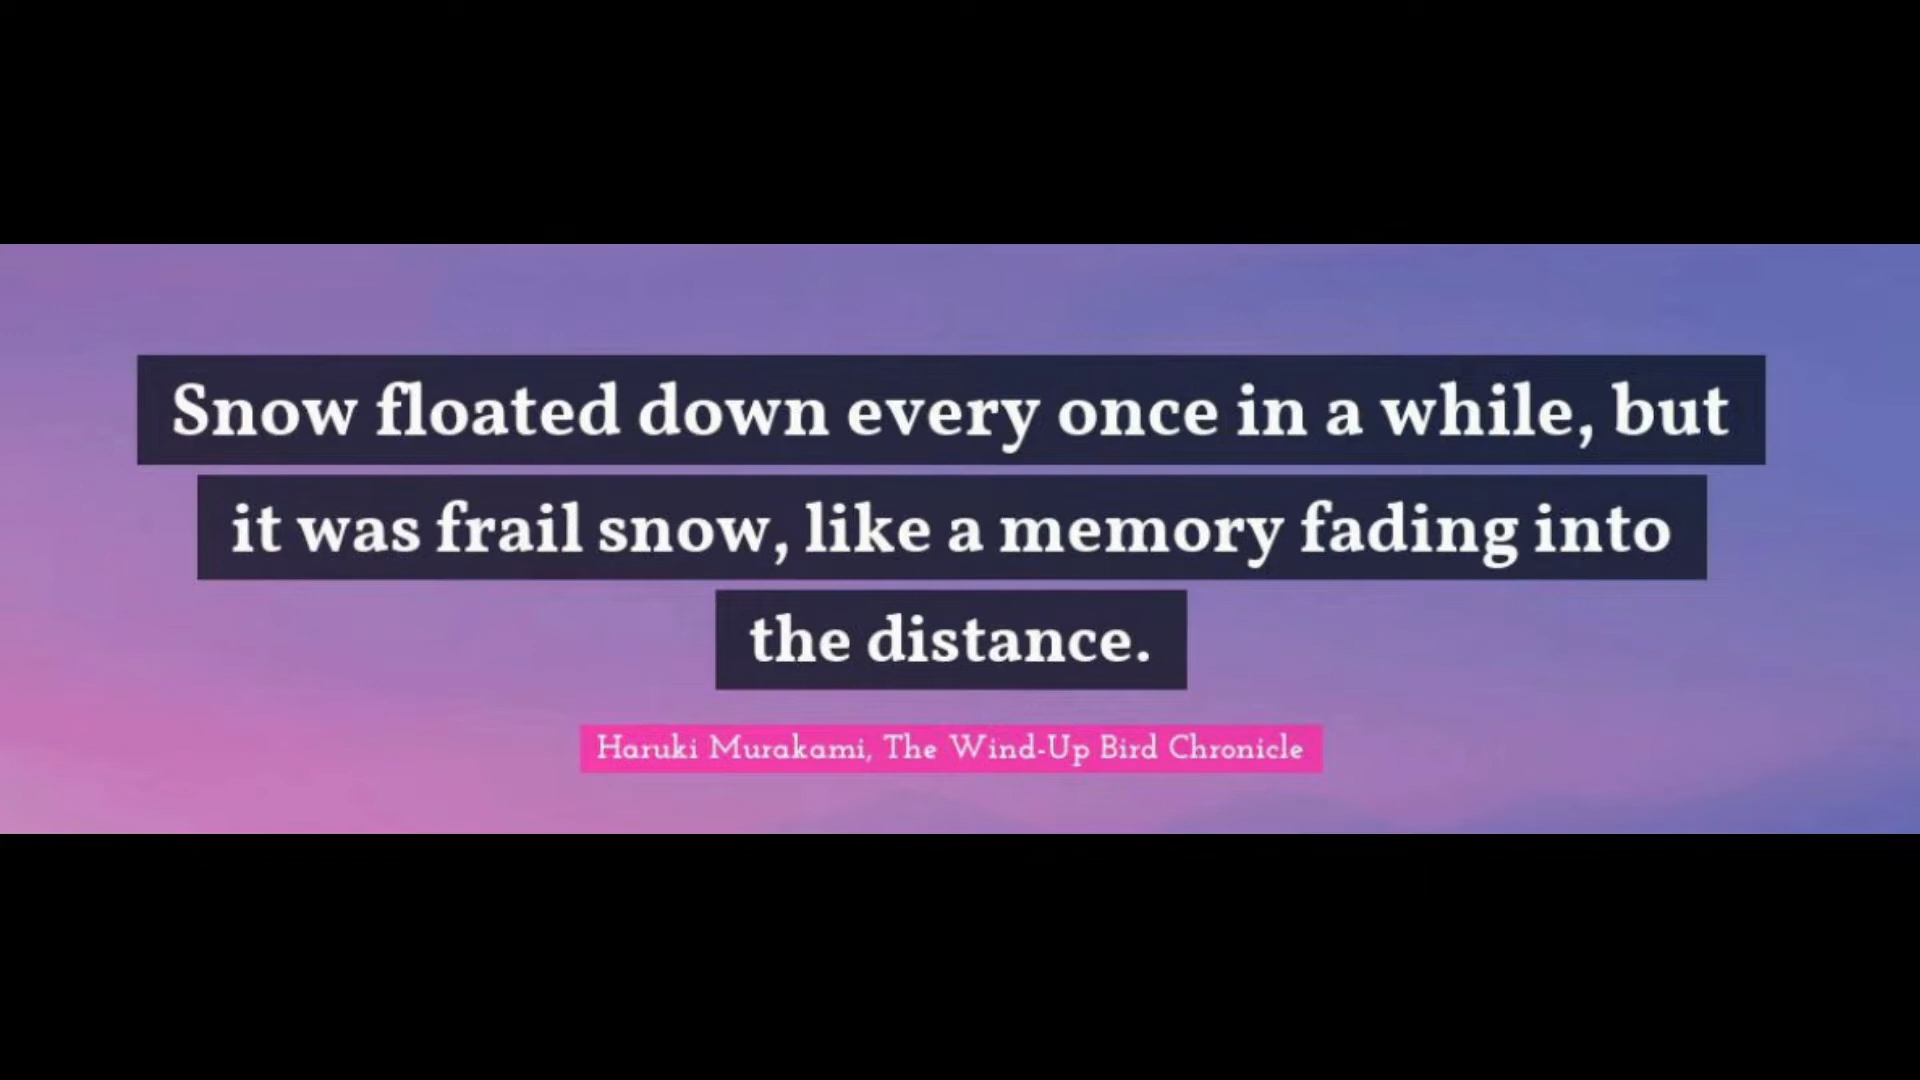 Snow floated down every once in a while, but
it was frail snow, like a memory fading into
the distance.
Haruki Murakami, The Wind-Up Bird Chronicle